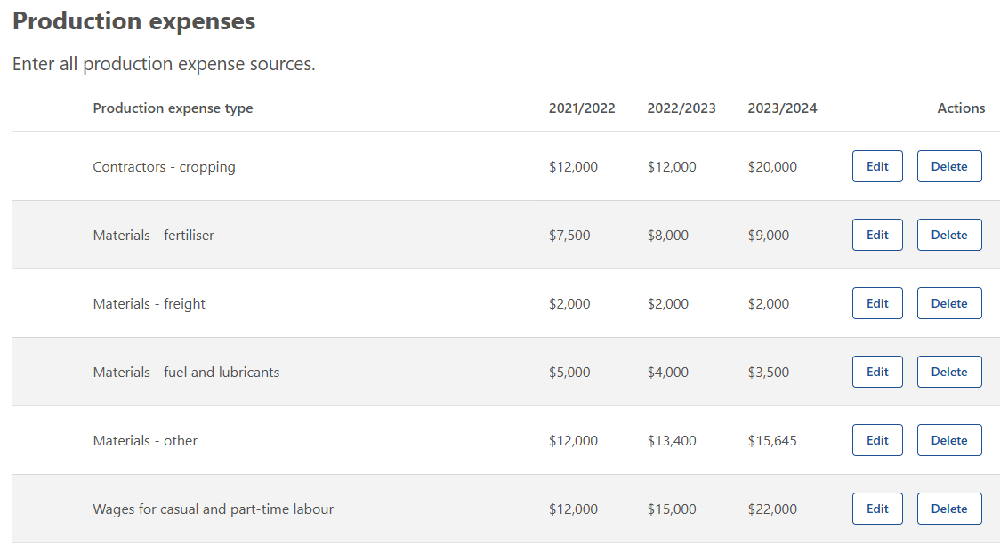 Production expenses
Enter all production expense sources.
Production expense type 2021/2022 2022/2023 2023/2024 Actions
Contractors - cropping $12,000 $12,000 $20,000 Edit Delete
Materials - fertiliser $7,500 $8,000 $9,000 Edit Delete
Materials - freight $2,000 $2,000 $2,000 Edit Delete
Materials - fuel and lubricants $5,000 $4,000 $3,500 Edit Delete
Materials - other $12,000 $13,400 $15,645 Edit Delete
Wages for casual and part-time labour $12,000 $15,000 $22,000 Edit Delete